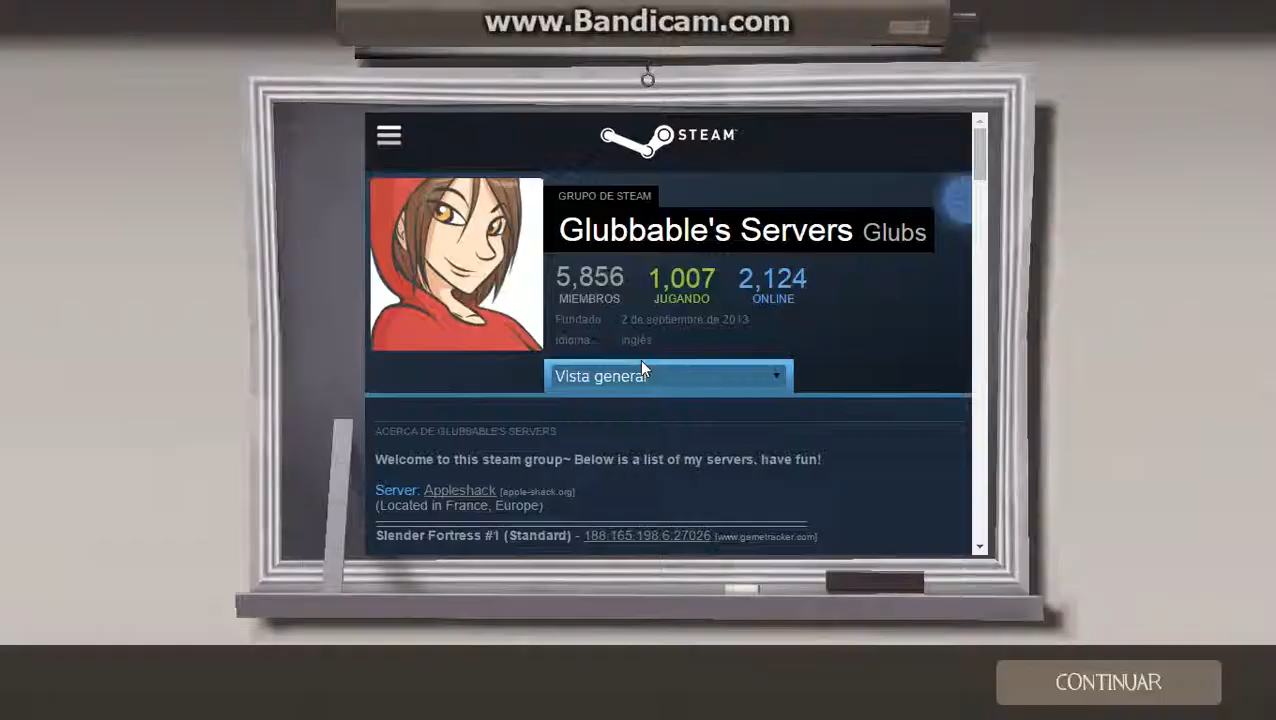 www.Bandicam.com
STEAM™
GRUPO DE STEAM
Glubbable's Servers Glubs
5,856 1,007 2,124
MIEMBROS JUGANDO ONLINE
Fundado 2 de septiembre de 2013
Idioma Inglés
Vista general
ACERCA DE GLUBBABLE'S SERVERS
Welcome to this steam group~ Below is a list of my servers, have fun!
Server: Appleshack [apple-shack.org]
(Located in France, Europe)
Slender Fortress #1 (Standard) - 188.165.198.6:27026 [www.gametracker.com]
CONTINUAR